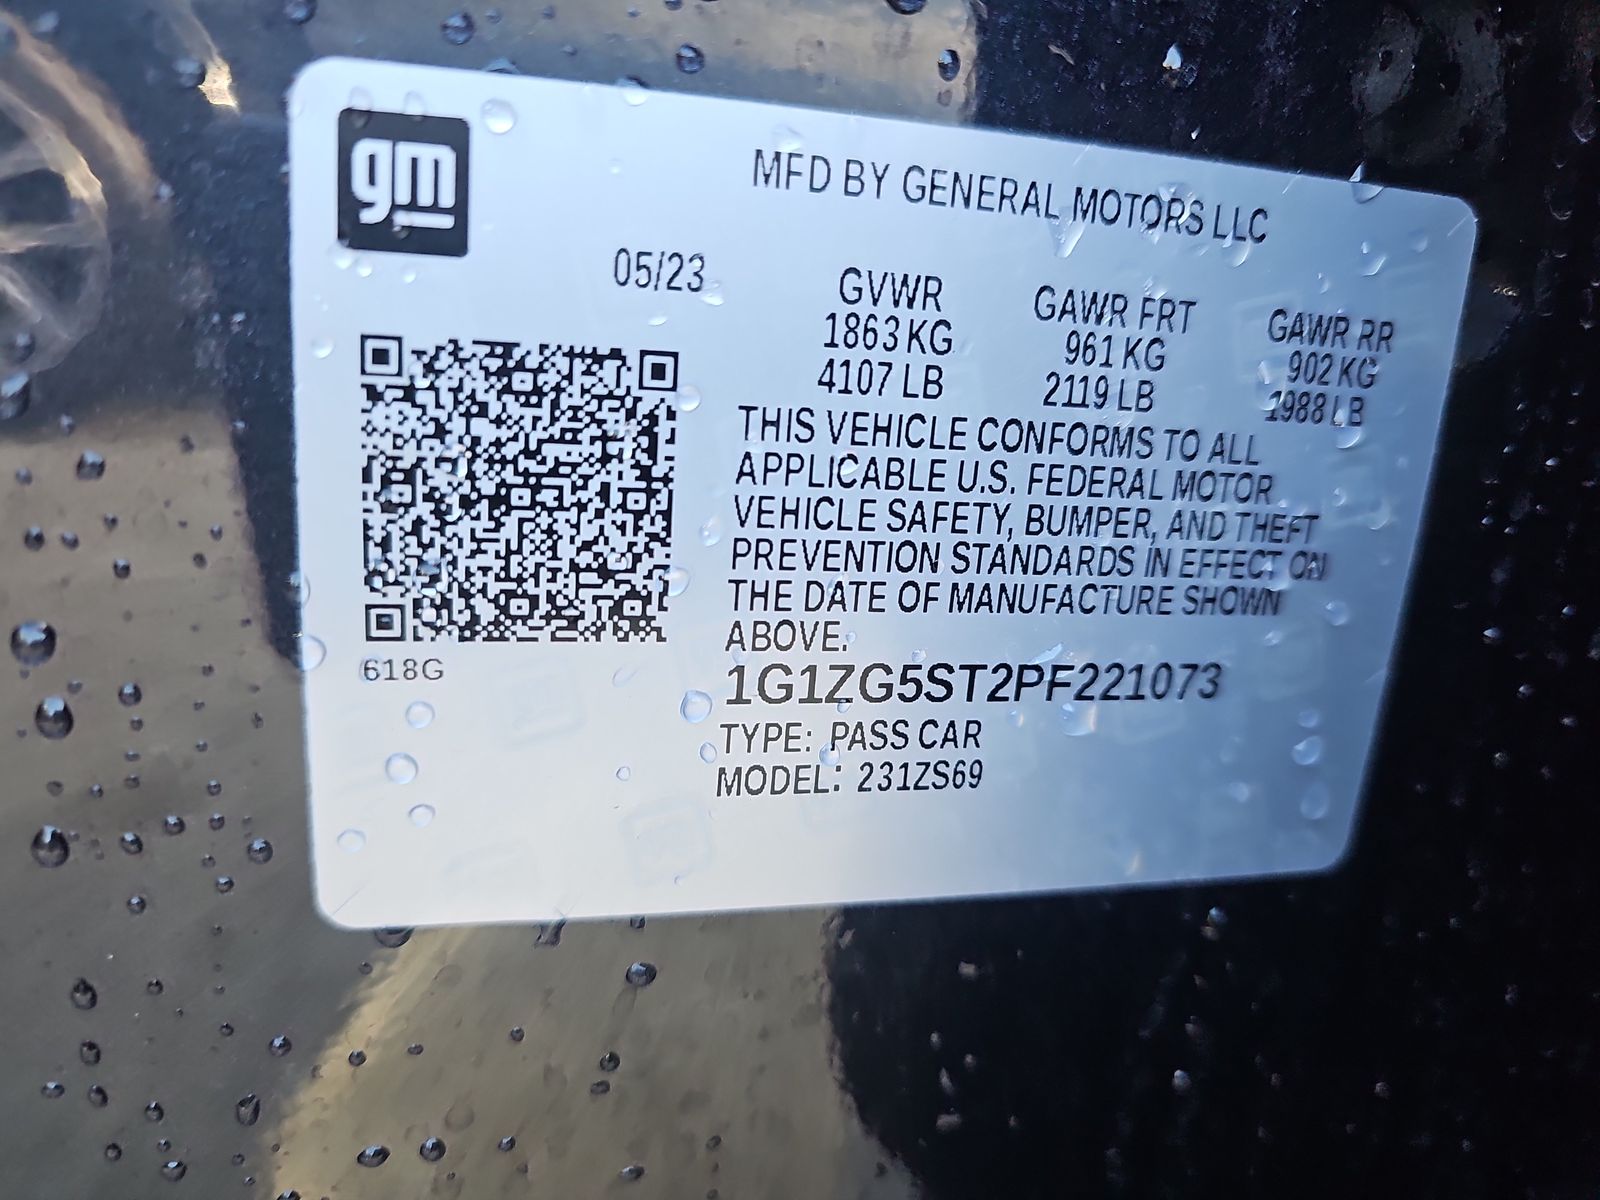 gm
MFD BY GENERAL MOTORS LLC
05/23
GVWR GAWR FRT GAWR RR
1863 KG 961 KG 902 KG
4107 LB 2119 LB 1988 LB
THIS VEHICLE CONFORMS TO ALL
APPLICABLE U.S. FEDERAL MOTOR
VEHICLE SAFETY, BUMPER, AND THEFT
PREVENTION STANDARDS IN EFFECT ON
THE DATE OF MANUFACTURE SHOWN
ABOVE.
618G
1G1ZG5ST2PF221073
TYPE: PASS CAR
MODEL: 231ZS69